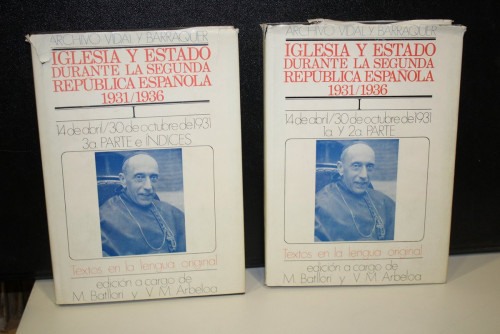 ARCHIVO VIDAL Y BARRAQUER
IGLESIA Y ESTADO
DURANTE LA SEGUNDA
REPÚBLICA ESPAÑOLA
1931/1936
I
14 de abril/30 de octubre de 1931
3a PARTE e INDICES
Textos en la lengua original
edición a cargo de
M. Batllori y V. M. Arbeloa
ARCHIVO VIDAL Y BARRAQUER
IGLESIA Y ESTADO
DURANTE LA SEGUNDA
REPÚBLICA ESPAÑOLA
1931/1936
I
14 de abril/30 de octubre de 1931
1a Y 2a PARTE
Textos en la lengua original
edición a cargo de
M. Batllori y V. M. Arbeloa